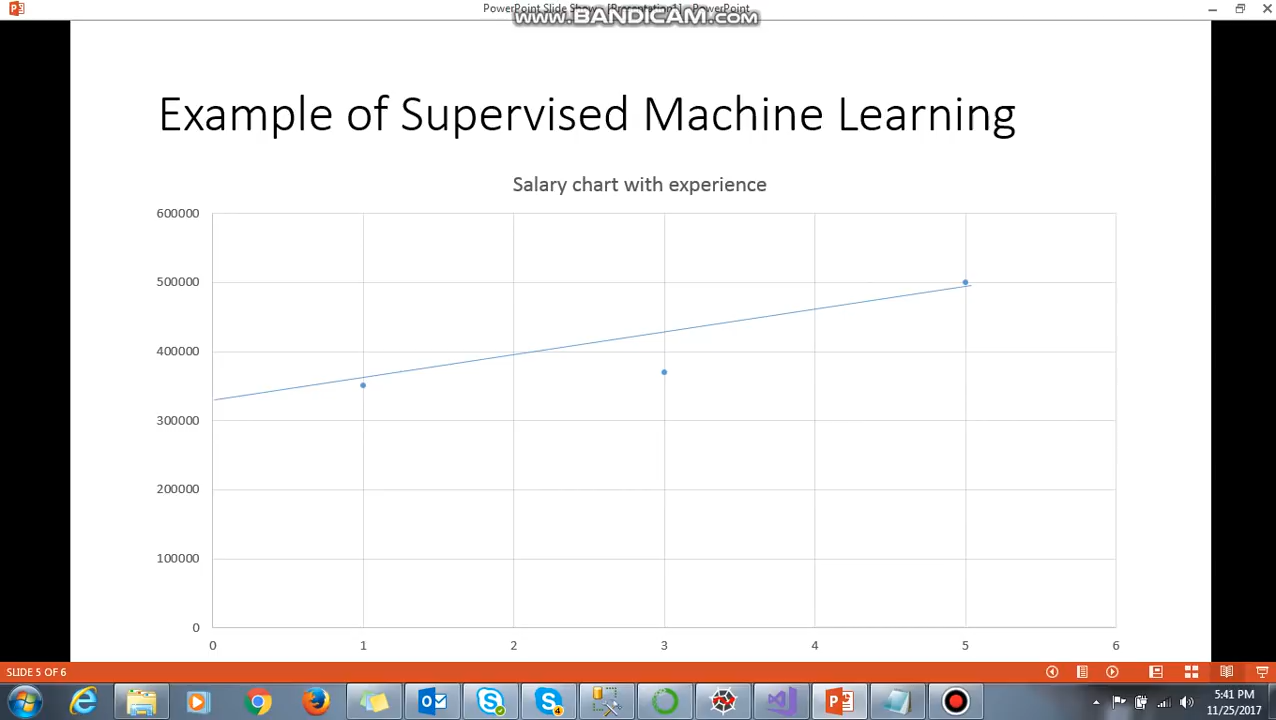 PowerPoint Slide Show - [Presentation1] - PowerPoint
www.BANDICAM.com
Example of Supervised Machine Learning
Salary chart with experience
600000
500000
400000
300000
200000
100000
0
0 1 2 3 4 5 6
SLIDE 5 OF 6
4
5:41 PM
11/25/2017